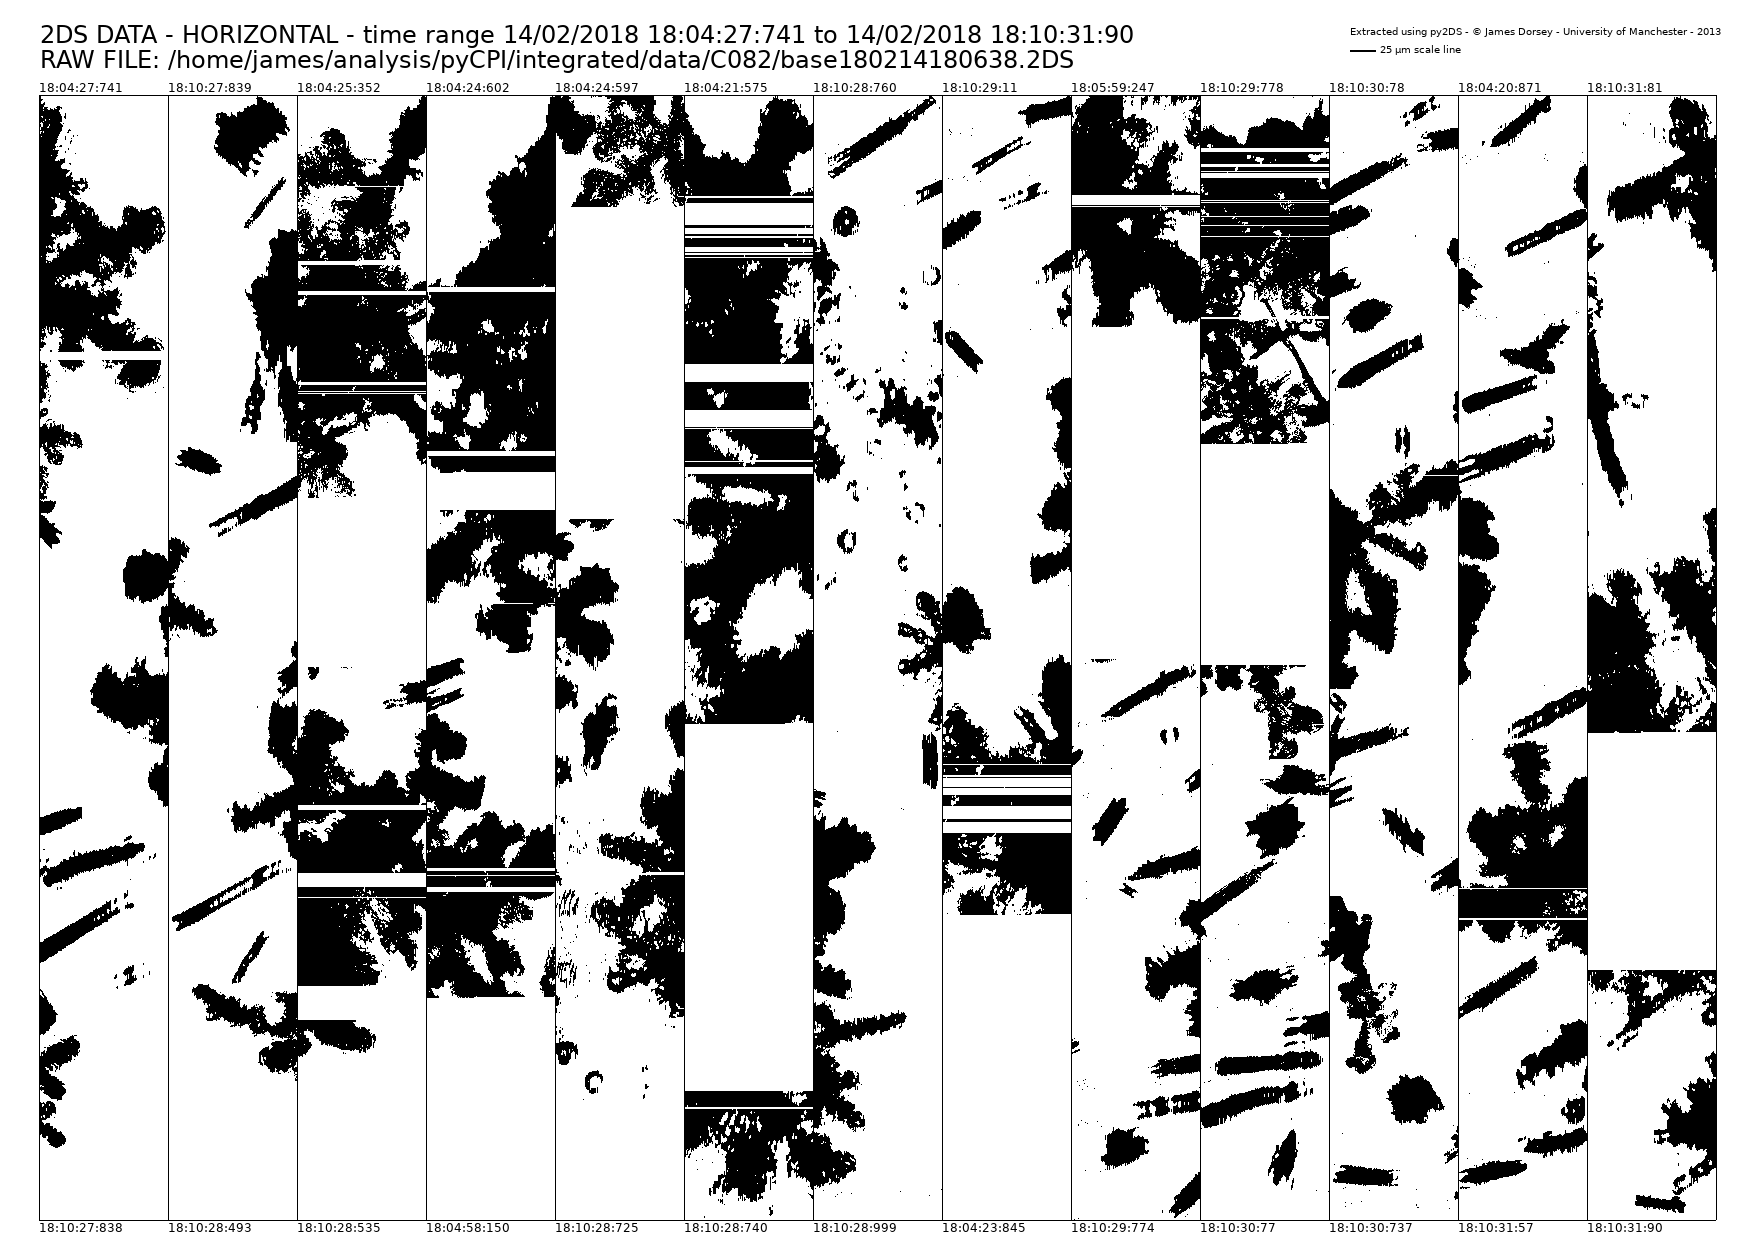 2DS DATA - HORIZONTAL - time range 14/02/2018 18:04:27:741 to 14/02/2018 18:10:31:90
RAW FILE: /home/james/analysis/pyCPI/integrated/data/C082/base180214180638.2DS
Extracted using py2DS - © James Dorsey - University of Manchester - 2013
25 µm scale line
18:04:27:741 18:10:27:839 18:04:25:352 18:04:24:602 18:04:24:597 18:04:21:575 18:10:28:760 18:10:29:11 18:05:59:247 18:10:29:778 18:10:30:78 18:04:20:871 18:10:31:81
18:10:27:838 18:10:28:493 18:10:28:535 18:04:58:150 18:10:28:725 18:10:28:740 18:10:28:999 18:04:23:845 18:10:29:774 18:10:30:77 18:10:30:737 18:10:31:57 18:10:31:90